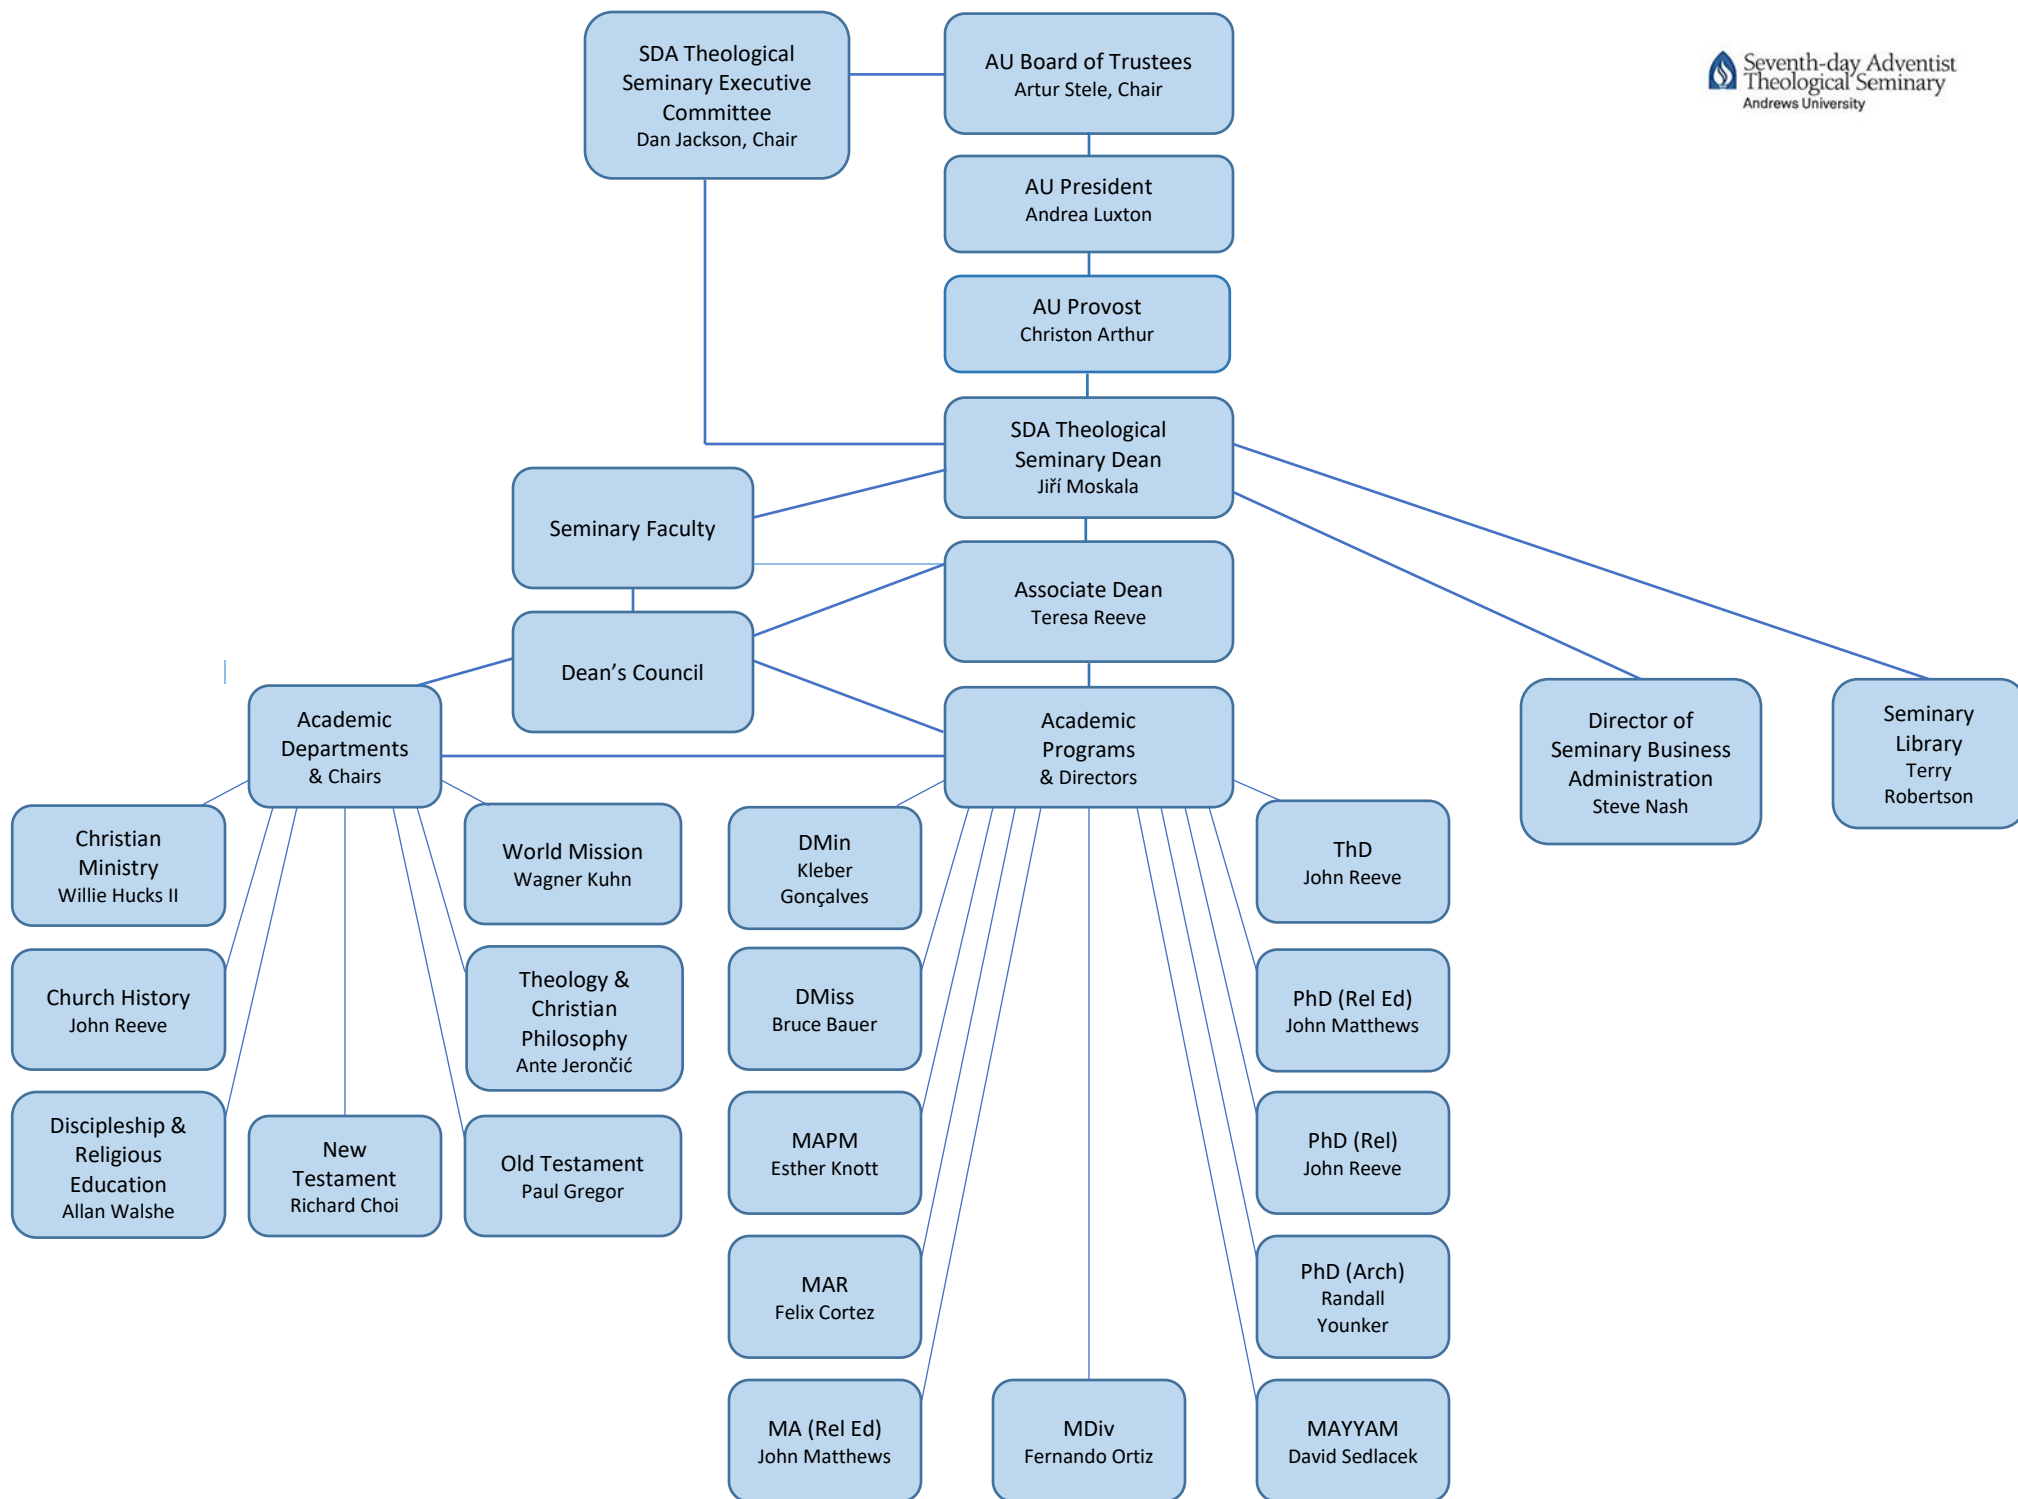 SDA Theological
Seminary Executive
Committee
Dan Jackson, Chair
AU Board of Trustees
Artur Stele, Chair
Seventh-day Adventist
Theological Seminary
Andrews University
AU President
Andrea Luxton
AU Provost
Christon Arthur
SDA Theological
Seminary Dean
Jiří Moskala
Seminary Faculty
Associate Dean
Teresa Reeve
Dean’s Council
Academic
Departments
& Chairs
Academic
Programs
& Directors
Director of
Seminary Business
Administration
Steve Nash
Seminary
Library
Terry
Robertson
Christian
Ministry
Willie Hucks II
World Mission
Wagner Kuhn
Church History
John Reeve
Theology &
Christian
Philosophy
Ante Jerončić
Discipleship &
Religious
Education
Allan Walshe
New
Testament
Richard Choi
Old Testament
Paul Gregor
DMin
Kleber
Gonçalves
ThD
John Reeve
DMiss
Bruce Bauer
PhD (Rel Ed)
John Matthews
MAPM
Esther Knott
PhD (Rel)
John Reeve
MAR
Felix Cortez
PhD (Arch)
Randall
Younker
MA (Rel Ed)
John Matthews
MDiv
Fernando Ortiz
MAYYAM
David Sedlacek